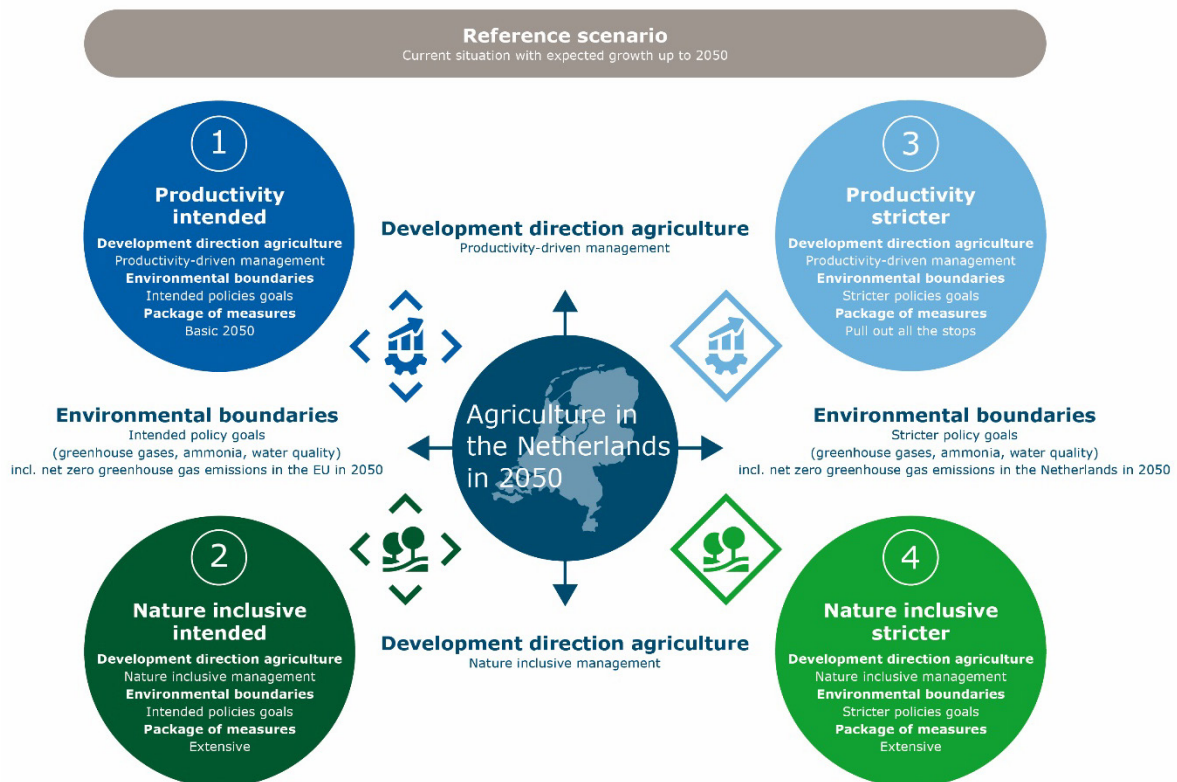 Reference scenario
Current situation with expected growth up to 2050
1
Productivity
intended
Development direction agriculture
Productivity-driven management
Environmental boundaries
Intended policies goals
Package of measures
Basic 2050
3
Productivity
stricter
Development direction agriculture
Productivity-driven management
Environmental boundaries
Stricter policies goals
Package of measures
Pull out all the stops
Development direction agriculture
Productivity-driven management
Environmental boundaries
Intended policy goals
(greenhouse gases, ammonia, water quality)
incl. net zero greenhouse gas emissions in the EU in 2050
Agriculture in
the Netherlands
in 2050
Environmental boundaries
Stricter policy goals
(greenhouse gases, ammonia, water quality)
incl. net zero greenhouse gas emissions in the Netherlands in 2050
2
Nature inclusive
intended
Development direction agriculture
Nature inclusive management
Environmental boundaries
Intended policies goals
Package of measures
Extensive
Development direction agriculture
Nature inclusive management
4
Nature inclusive
stricter
Development direction agriculture
Nature inclusive management
Environmental boundaries
Stricter policies goals
Package of measures
Extensive